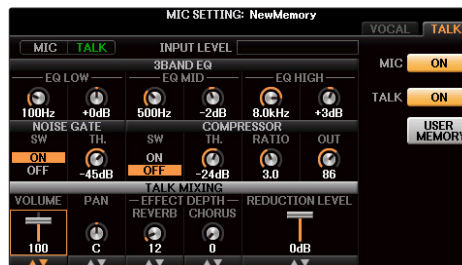 MIC SETTING: NewMemory
VOCAL TALK
MIC TALK INPUT LEVEL
MIC ON
3BAND EQ
EQ LOW EQ MID EQ HIGH
100Hz +0dB 500Hz -2dB 8.0kHz +3dB
TALK ON
NOISE GATE COMPRESSOR
SW TH. SW TH. RATIO OUT
USER MEMORY
ON ON
OFF -45dB OFF -24dB 3.0 86
TALK MIXING
VOLUME PAN EFFECT DEPTH REDUCTION LEVEL
REVERB CHORUS
100 C 12 0 0dB